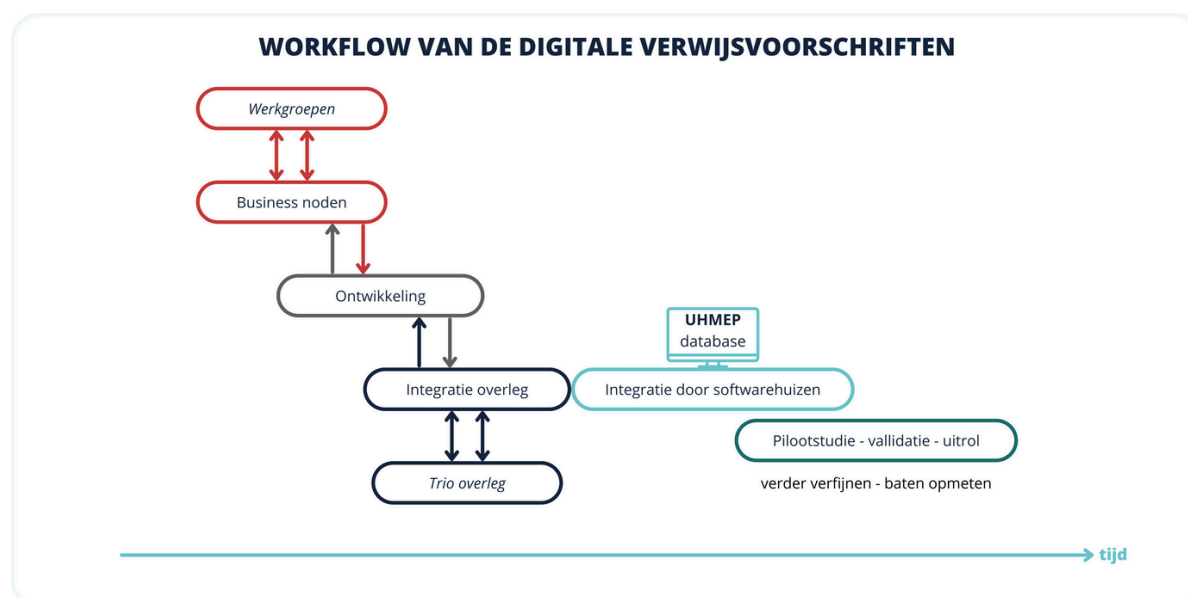 WORKFLOW VAN DE DIGITALE VERWIJSVOORSCHRIFTEN
Werkgroepen
Business noden
Ontwikkeling
UHMEP
database
Integratie overleg
Integratie door softwarehuizen
Pilootstudie - vallidatie - uitrol
Trio overleg
verder verfijnen - baten opmeten
tijd